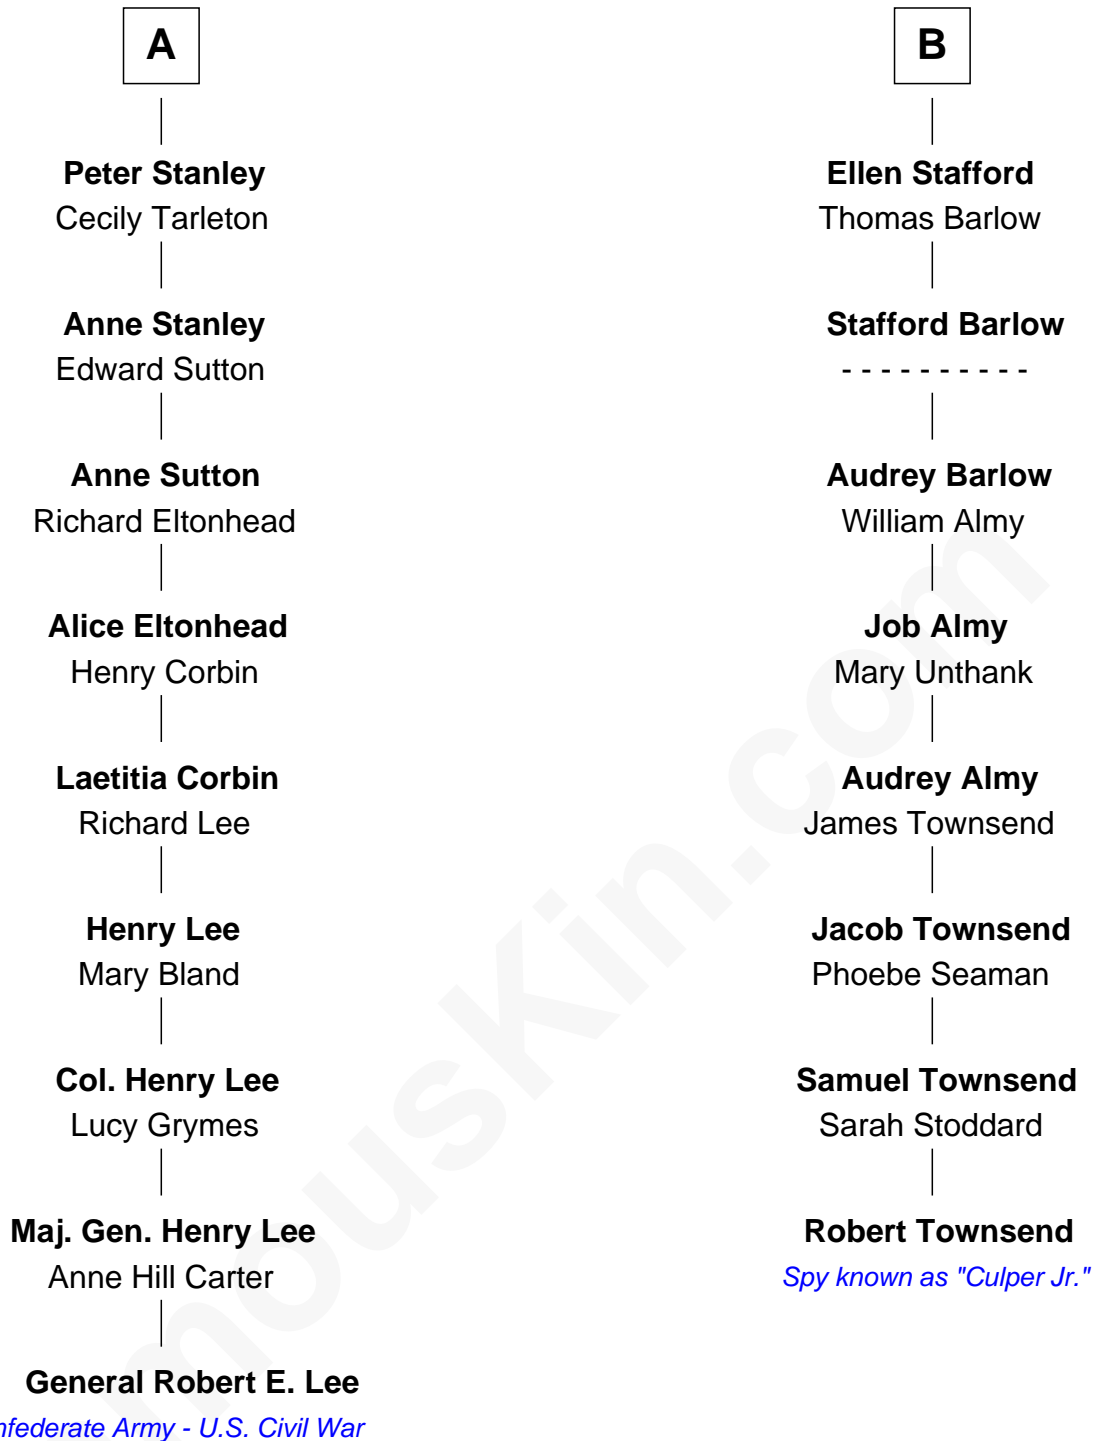 A
Peter Stanley
Cecily Tarleton
Anne Stanley
Edward Sutton
Anne Sutton
Richard Eltonhead
Alice Eltonhead
Henry Corbin
Laetitia Corbin
Richard Lee
Henry Lee
Mary Bland
Col. Henry Lee
Lucy Grymes
Maj. Gen. Henry Lee
Anne Hill Carter
General Robert E. Lee
nfederate Army - U.S. Civil War
B
Ellen Stafford
Thomas Barlow
Stafford Barlow
- - - - - - - - - -
Audrey Barlow
William Almy
Job Almy
Mary Unthank
Audrey Almy
James Townsend
Jacob Townsend
Phoebe Seaman
Samuel Townsend
Sarah Stoddard
Robert Townsend
Spy known as "Culper Jr."
mousKin.com